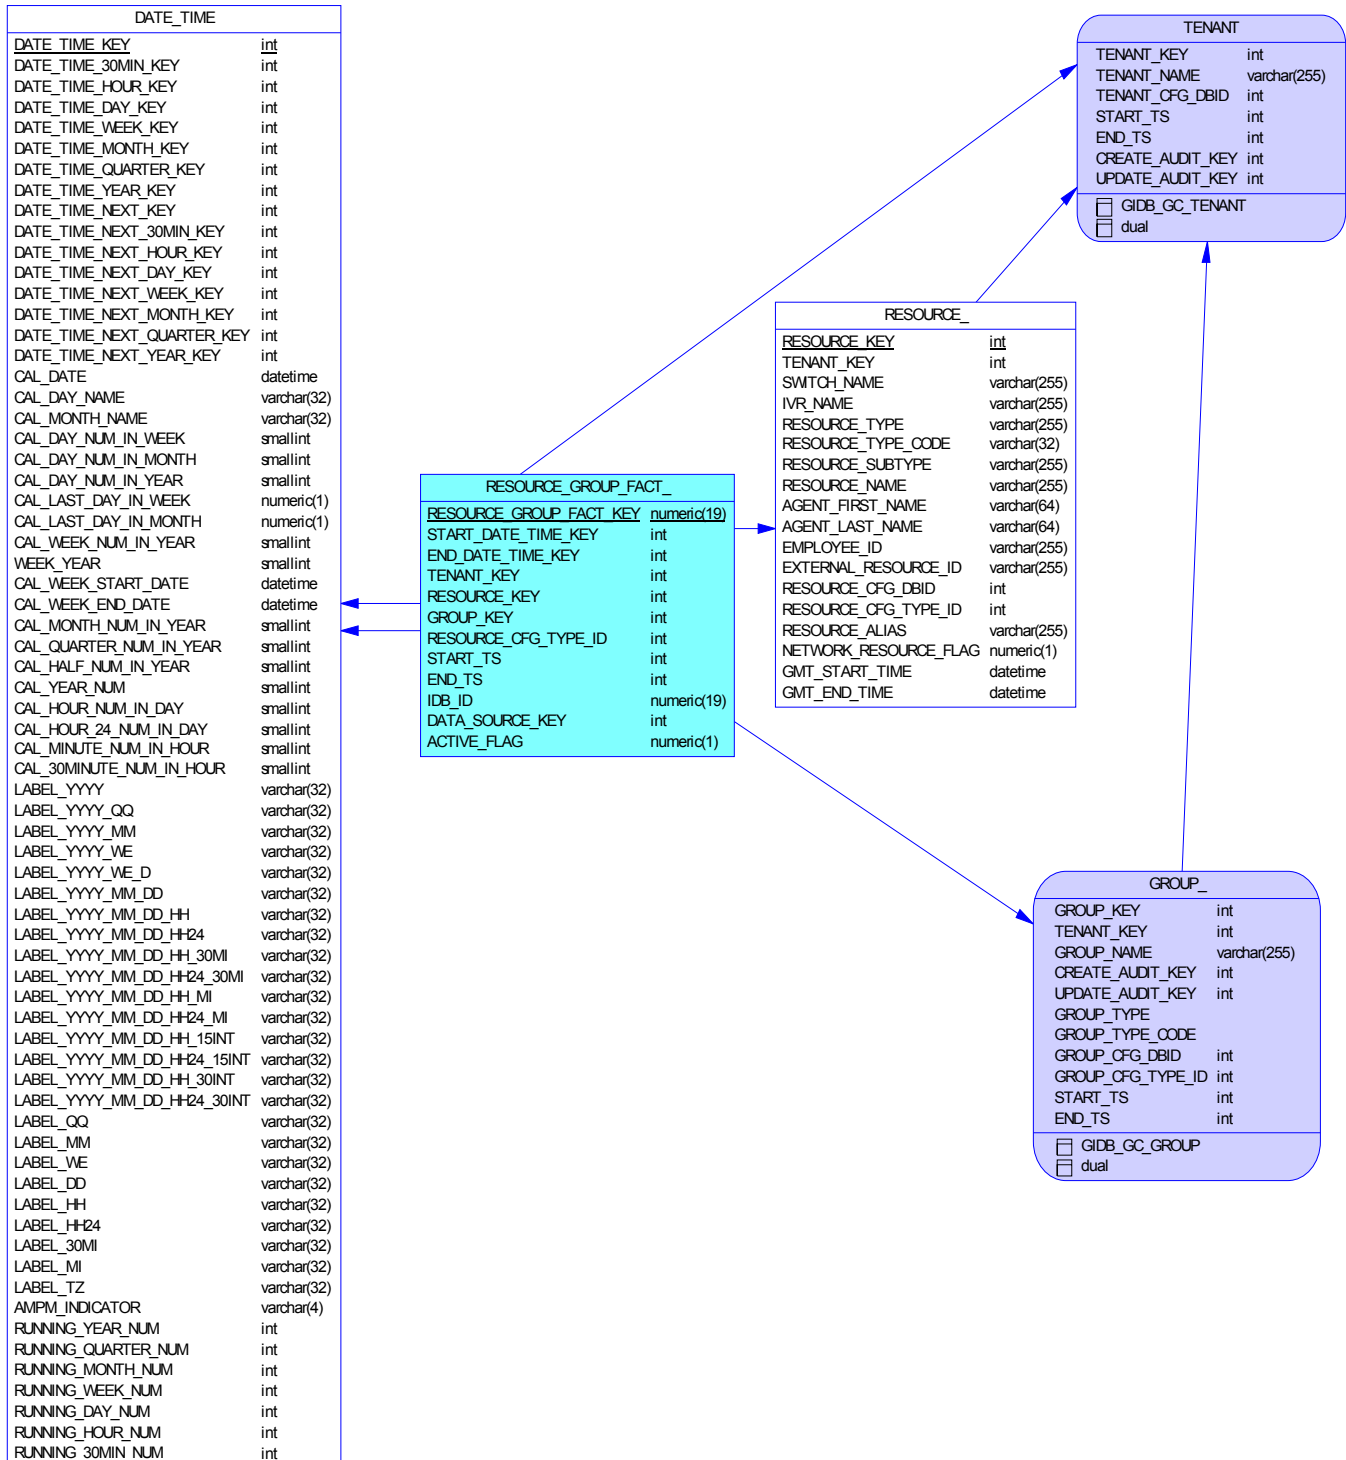 DATE_TIME
DATE_TIME_KEY int
DATE_TIME_30MIN_KEY int
DATE_TIME_HOUR_KEY int
DATE_TIME_DAY_KEY int
DATE_TIME_WEEK_KEY int
DATE_TIME_MONTH_KEY int
DATE_TIME_QUARTER_KEY int
DATE_TIME_YEAR_KEY int
DATE_TIME_NEXT_KEY int
DATE_TIME_NEXT_30MIN_KEY int
DATE_TIME_NEXT_HOUR_KEY int
DATE_TIME_NEXT_DAY_KEY int
DATE_TIME_NEXT_WEEK_KEY int
DATE_TIME_NEXT_MONTH_KEY int
DATE_TIME_NEXT_QUARTER_KEY int
DATE_TIME_NEXT_YEAR_KEY int
CAL_DATE datetime
CAL_DAY_NAME varchar(32)
CAL_MONTH_NAME varchar(32)
CAL_DAY_NUM_IN_WEEK smallint
CAL_DAY_NUM_IN_MONTH smallint
CAL_DAY_NUM_IN_YEAR smallint
CAL_LAST_DAY_IN_WEEK numeric(1)
CAL_LAST_DAY_IN_MONTH numeric(1)
CAL_WEEK_NUM_IN_YEAR smallint
WEEK_YEAR smallint
CAL_WEEK_START_DATE datetime
CAL_WEEK_END_DATE datetime
CAL_MONTH_NUM_IN_YEAR smallint
CAL_QUARTER_NUM_IN_YEAR smallint
CAL_HALF_NUM_IN_YEAR smallint
CAL_YEAR_NUM smallint
CAL_HOUR_NUM_IN_DAY smallint
CAL_HOUR_24_NUM_IN_DAY smallint
CAL_MINUTE_NUM_IN_HOUR smallint
CAL_30MINUTE_NUM_IN_HOUR smallint
LABEL_YYYY varchar(32)
LABEL_YYYY_QQ varchar(32)
LABEL_YYYY_MM varchar(32)
LABEL_YYYY_WE varchar(32)
LABEL_YYYY_WE_D varchar(32)
LABEL_YYYY_MM_DD varchar(32)
LABEL_YYYY_MM_DD_HH varchar(32)
LABEL_YYYY_MM_DD_HH24 varchar(32)
LABEL_YYYY_MM_DD_HH_30MI varchar(32)
LABEL_YYYY_MM_DD_HH24_30MI varchar(32)
LABEL_YYYY_MM_DD_HH_MI varchar(32)
LABEL_YYYY_MM_DD_HH24_MI varchar(32)
LABEL_YYYY_MM_DD_HH_15INT varchar(32)
LABEL_YYYY_MM_DD_HH24_15INT varchar(32)
LABEL_YYYY_MM_DD_HH_30INT varchar(32)
LABEL_YYYY_MM_DD_HH24_30INT varchar(32)
LABEL_QQ varchar(32)
LABEL_MM varchar(32)
LABEL_WE varchar(32)
LABEL_DD varchar(32)
LABEL_HH varchar(32)
LABEL_HH24 varchar(32)
LABEL_30MI varchar(32)
LABEL_MI varchar(32)
LABEL_TZ varchar(32)
AMPM_INDICATOR varchar(4)
RUNNING_YEAR_NUM int
RUNNING_QUARTER_NUM int
RUNNING_MONTH_NUM int
RUNNING_WEEK_NUM int
RUNNING_DAY_NUM int
RUNNING_HOUR_NUM int
RUNNING_30MIN_NUM int
RESOURCE_GROUP_FACT_
RESOURCE_GROUP_FACT_KEY numeric(19)
START_DATE_TIME_KEY int
END_DATE_TIME_KEY int
TENANT_KEY int
RESOURCE_KEY int
GROUP_KEY int
RESOURCE_CFG_TYPE_ID int
START_TS int
END_TS int
IDB_ID numeric(19)
DATA_SOURCE_KEY int
ACTIVE_FLAG numeric(1)
RESOURCE_
RESOURCE_KEY int
TENANT_KEY int
SWITCH_NAME varchar(255)
IVR_NAME varchar(255)
RESOURCE_TYPE varchar(255)
RESOURCE_TYPE_CODE varchar(32)
RESOURCE_SUBTYPE varchar(255)
RESOURCE_NAME varchar(255)
AGENT_FIRST_NAME varchar(64)
AGENT_LAST_NAME varchar(64)
EMPLOYEE_ID varchar(255)
EXTERNAL_RESOURCE_ID varchar(255)
RESOURCE_CFG_DBID int
RESOURCE_CFG_TYPE_ID int
RESOURCE_ALIAS varchar(255)
NETWORK_RESOURCE_FLAG numeric(1)
GMT_START_TIME datetime
GMT_END_TIME datetime
TENANT
TENANT_KEY int
TENANT_NAME varchar(255)
TENANT_CFG_DBID int
START_TS int
END_TS int
CREATE_AUDIT_KEY int
UPDATE_AUDIT_KEY int
GIDB_GC_TENANT
dual
GROUP_
GROUP_KEY int
TENANT_KEY int
GROUP_NAME varchar(255)
CREATE_AUDIT_KEY int
UPDATE_AUDIT_KEY int
GROUP_TYPE
GROUP_TYPE_CODE
GROUP_CFG_DBID int
GROUP_CFG_TYPE_ID int
START_TS int
END_TS int
GIDB_GC_GROUP
dual